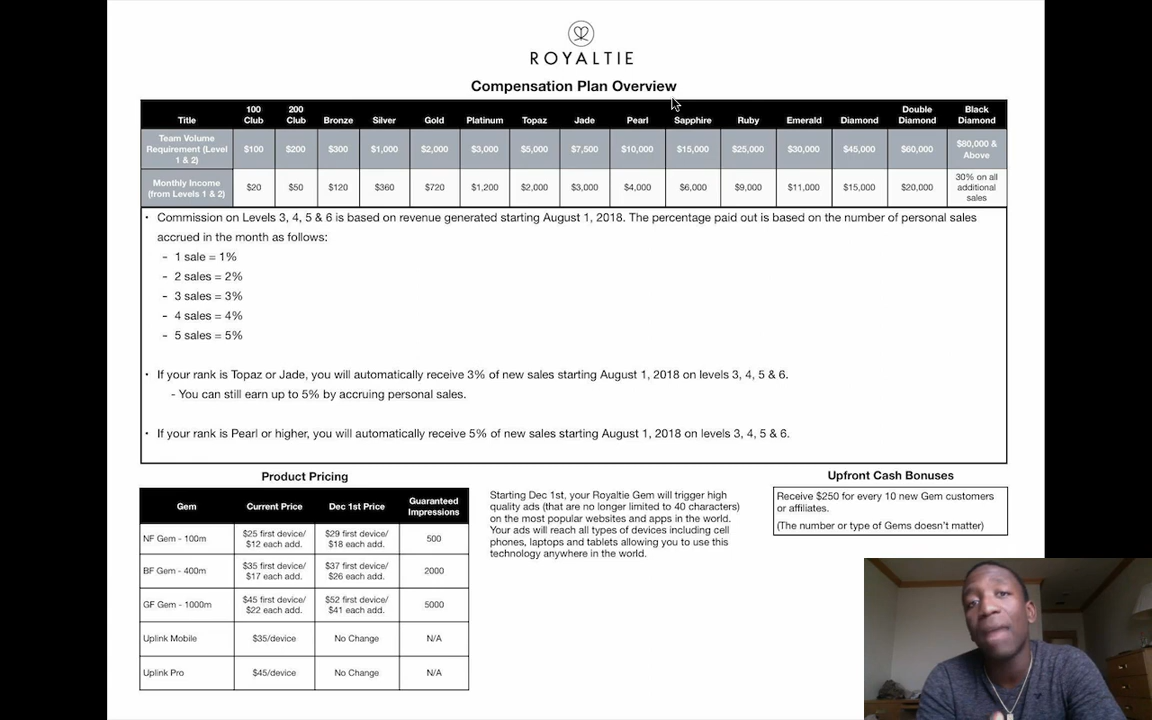 ROYALTIE
Compensation Plan Overview
Title
100 Club
200 Club
Bronze
Silver
Gold
Platinum
Topaz
Jade
Pearl
Sapphire
Ruby
Emerald
Diamond
Double Diamond
Black Diamond
Team Volume
Requirement (Level
1 & 2)
$100
$200
$300
$1,000
$2,000
$3,000
$5,000
$7,500
$10,000
$15,000
$25,000
$30,000
$45,000
$60,000
$80,000 &
Above
Monthly Income
(from Levels 1 & 2)
$20
$50
$120
$360
$720
$1,200
$2,000
$3,000
$4,000
$6,000
$9,000
$11,000
$15,000
$20,000
30% on all
additional
sales
• Commission on Levels 3, 4, 5 & 6 is based on revenue generated starting August 1, 2018. The percentage paid out is based on the number of personal sales
accrued in the month as follows:
- 1 sale = 1%
- 2 sales = 2%
- 3 sales = 3%
- 4 sales = 4%
- 5 sales = 5%
• If your rank is Topaz or Jade, you will automatically receive 3% of new sales starting August 1, 2018 on levels 3, 4, 5 & 6.
- You can still earn up to 5% by accruing personal sales.
• If your rank is Pearl or higher, you will automatically receive 5% of new sales starting August 1, 2018 on levels 3, 4, 5 & 6.
Product Pricing
Gem
Current Price
Dec 1st Price
Guaranteed
Impressions
NF Gem - 100m
$25 first device/
$12 each add.
$29 first device/
$18 each add.
500
BF Gem - 400m
$35 first device/
$17 each add.
$37 first device/
$26 each add.
2000
GF Gem - 1000m
$45 first device/
$22 each add.
$52 first device/
$41 each add.
5000
Uplink Mobile
$35/device
No Change
N/A
Uplink Pro
$45/device
No Change
N/A
Starting Dec 1st, your Royaltie Gem will trigger high
quality ads (that are no longer limited to 40 characters)
on the most popular websites and apps in the world.
Your ads will reach all types of devices including cell
phones, laptops and tablets allowing you to use this
technology anywhere in the world.
Upfront Cash Bonuses
Receive $250 for every 10 new Gem customers
or affiliates.
(The number or type of Gems doesn't matter)